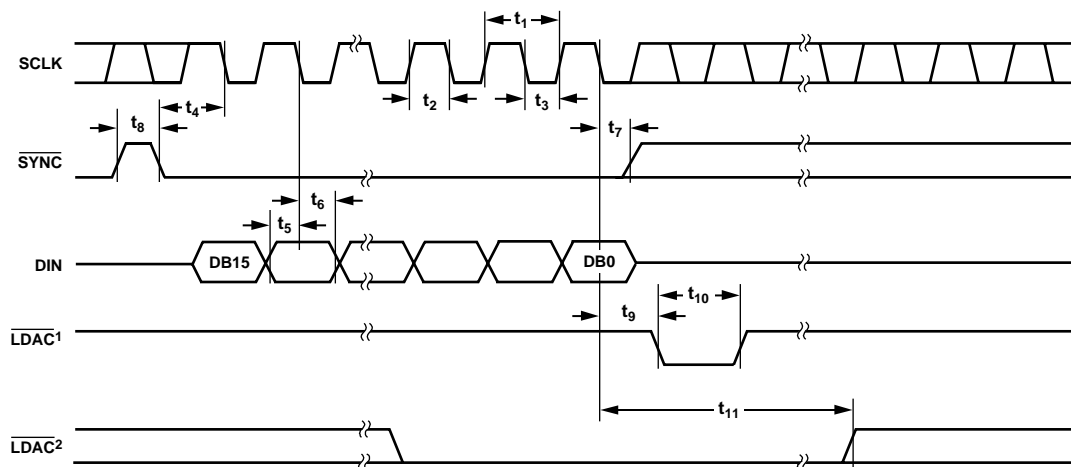 t1
SCLK
t2
t3
t4
t8
t7
SYNC
t6
t5
DIN
DB15
DB0
t10
t9
LDAC1
t11
LDAC2